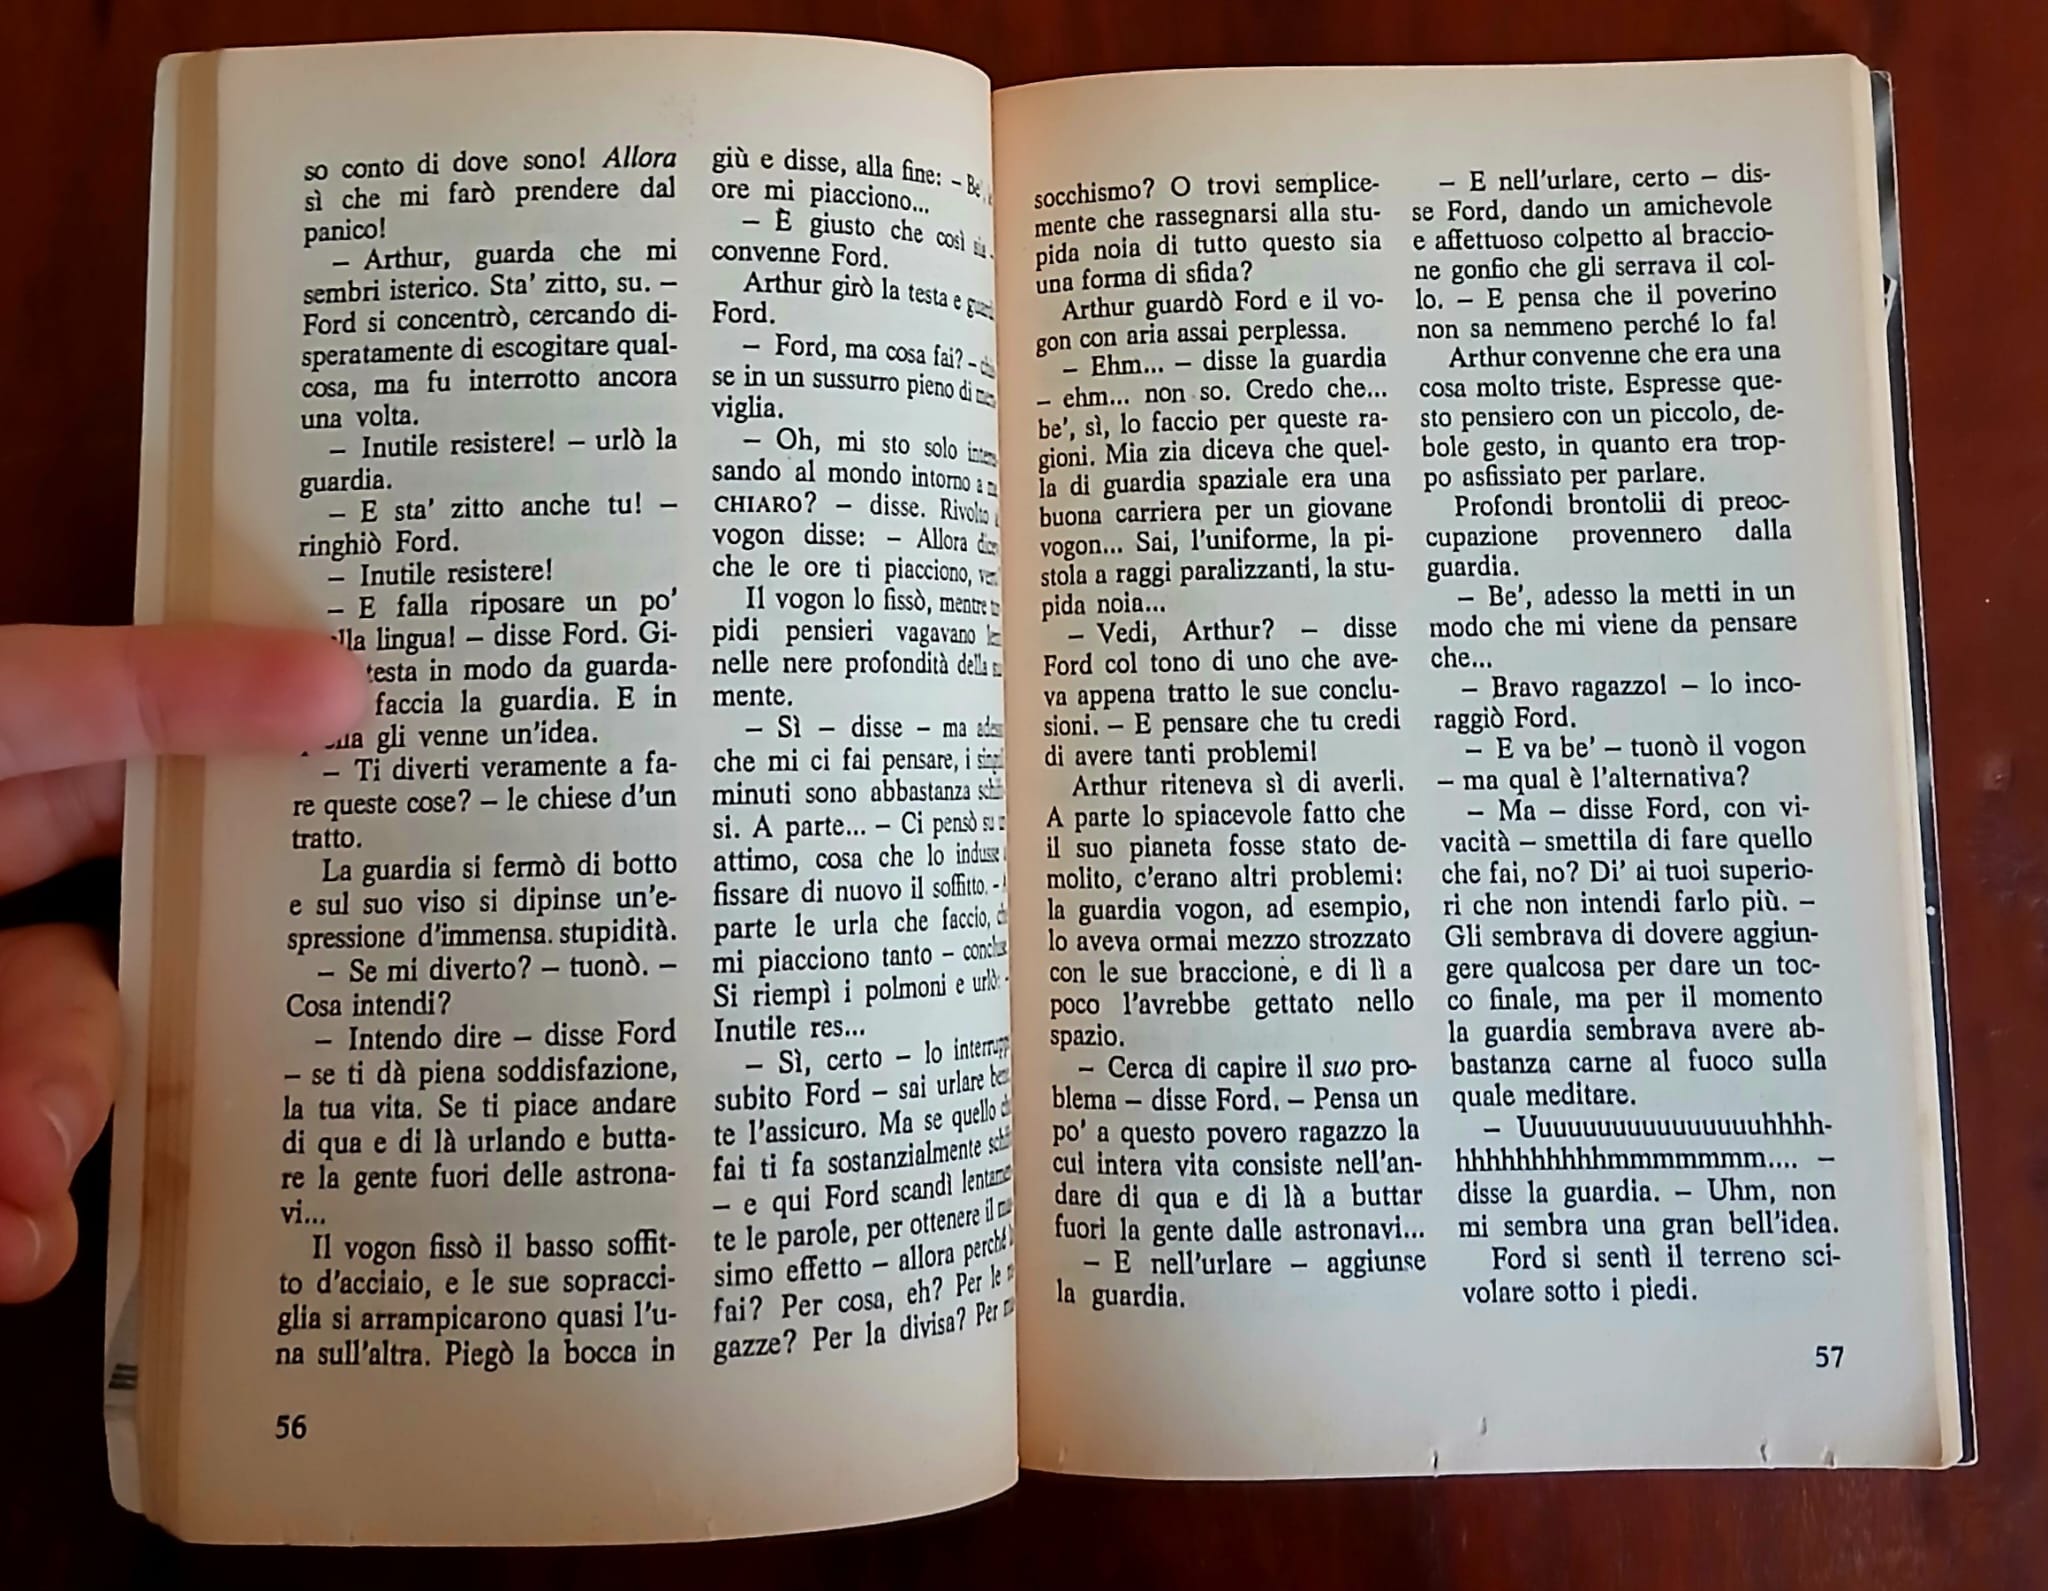 so conto di dove sono! Allora
sì che mi farò prendere dal
panico!
– Arthur, guarda che mi
sembri isterico. Sta' zitto, su. –
Ford si concentrò, cercando di-
speratamente di escogitare qual-
cosa, ma fu interrotto ancora
una volta.
– Inutile resistere! – urlò la
guardia.
– E sta' zitto anche tu! –
ringhiò Ford.
– Inutile resistere!
– E falla riposare un po'
lingua! – disse Ford. Gi-
testa in modo da guarda-
faccia la guardia. E in
gli venne un'idea.
– Ti diverti veramente a fa-
re queste cose? – le chiese d'un
tratto.
La guardia si fermò di botto
e sul suo viso si dipinse un'e-
spressione d'immensa. stupidità.
– Se mi diverto? – tuonò. –
Cosa intendi?
– Intendo dire – disse Ford
– se ti dà piena soddisfazione,
la tua vita. Se ti piace andare
di qua e di là urlando e butta-
re la gente fuori delle astrona-
vi...
Il vogon fissò il basso soffit-
to d'acciaio, e le sue sopracci-
glia si arrampicarono quasi l'u-
na sull'altra. Piegò la bocca in
giù e disse, alla fine: – Be',
ore mi piacciono...
– È giusto che così sia –
convenne Ford.
Arthur girò la testa e
Ford.
– Ford, ma cosa fai? –
se in un sussurro pieno di
viglia.
– Oh, mi sto solo
sando al mondo intorno a
CHIARO? – disse. Rivolto
vogon disse: – Allora
che le ore ti piacciono,
Il vogon lo fissò, mentre
pidi pensieri vagavano
nelle nere profondità della
mente.
– Sì – disse – ma
che mi ci fai pensare, i
minuti sono abbastanza
si. A parte... – Ci pensò su
attimo, cosa che lo indusse
fissare di nuovo il soffitto. –
parte le urla che faccio,
mi piacciono tanto –
Si riempì i polmoni e urlò: –
Inutile res...
– Sì, certo – lo
subito Ford – sai urlare
te l'assicuro. Ma se quello
fai ti fa sostanzialmente
– e qui Ford scandì
te le parole, per ottenere il
simo effetto – allora perché
fai? Per cosa, eh? Per le
gazze? Per la divisa? Per
56
socchismo? O trovi semplice-
mente che rassegnarsi alla stu-
pida noia di tutto questo sia
una forma di sfida?
Arthur guardò Ford e il vo-
gon con aria assai perplessa.
– Ehm... – disse la guardia
– ehm... non so. Credo che...
be', sì, lo faccio per queste ra-
gioni. Mia zia diceva che quel-
la di guardia spaziale era una
buona carriera per un giovane
vogon... Sai, l'uniforme, la pi-
stola a raggi paralizzanti, la stu-
pida noia...
– Vedi, Arthur? – disse
Ford col tono di uno che ave-
va appena tratto le sue conclu-
sioni. – E pensare che tu credi
di avere tanti problemi!
Arthur riteneva sì di averli.
A parte lo spiacevole fatto che
il suo pianeta fosse stato de-
molito, c'erano altri problemi:
la guardia vogon, ad esempio,
lo aveva ormai mezzo strozzato
con le sue braccione, e di lì a
poco l'avrebbe gettato nello
spazio.
– Cerca di capire il suo pro-
blema – disse Ford. – Pensa un
po' a questo povero ragazzo la
cui intera vita consiste nell'an-
dare di qua e di là a buttar
fuori la gente dalle astronavi...
– E nell'urlare – aggiunse
la guardia.
– E nell'urlare, certo – dis-
se Ford, dando un amichevole
e affettuoso colpetto al braccio-
ne gonfio che gli serrava il col-
lo. – E pensa che il poverino
non sa nemmeno perché lo fa!
Arthur convenne che era una
cosa molto triste. Espresse que-
sto pensiero con un piccolo, de-
bole gesto, in quanto era trop-
po asfissiato per parlare.
Profondi brontolii di preoc-
cupazione provennero dalla
guardia.
– Be', adesso la metti in un
modo che mi viene da pensare
che...
– Bravo ragazzo! – lo inco-
raggiò Ford.
– E va be' – tuonò il vogon
– ma qual è l'alternativa?
– Ma – disse Ford, con vi-
vacità – smettila di fare quello
che fai, no? Di' ai tuoi superio-
ri che non intendi farlo più. –
Gli sembrava di dovere aggiun-
gere qualcosa per dare un toc-
co finale, ma per il momento
la guardia sembrava avere ab-
bastanza carne al fuoco sulla
quale meditare.
– Uuuuuuuuuuuuuuuuuhhhh-
hhhhhhhhhhhmmmmmmm.... –
disse la guardia. – Uhm, non
mi sembra una gran bell'idea.
Ford si sentì il terreno sci-
volare sotto i piedi.
57